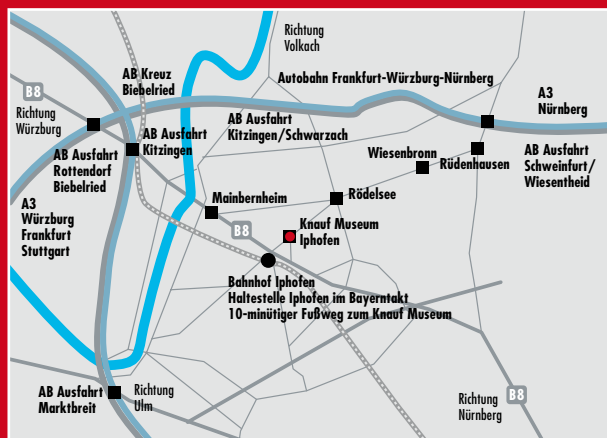 Richtung
Volkach
AB Kreuz
Biebelried
Autobahn Frankfurt-Würzburg-Nürnberg
B8
A3
Nürnberg
Richtung
Würzburg
AB Ausfahrt
Kitzingen
AB Ausfahrt
Kitzingen/Schwarzach
AB Ausfahrt
Rottendorf
Biebelried
Wiesenbronn
Rüdenhausen
AB Ausfahrt
Schweinfurt/
Wiesentheid
A3
Würzburg
Frankfurt
Stuttgart
Mainbernheim
Rödelsee
B8
Knauf Museum
Iphofen
Bahnhof Iphofen
Haltestelle Iphofen im Bayerntakt
10-minütiger Fußweg zum Knauf Museum
AB Ausfahrt
Marktbreit
Richtung
Ulm
Richtung
Nürnberg
B8